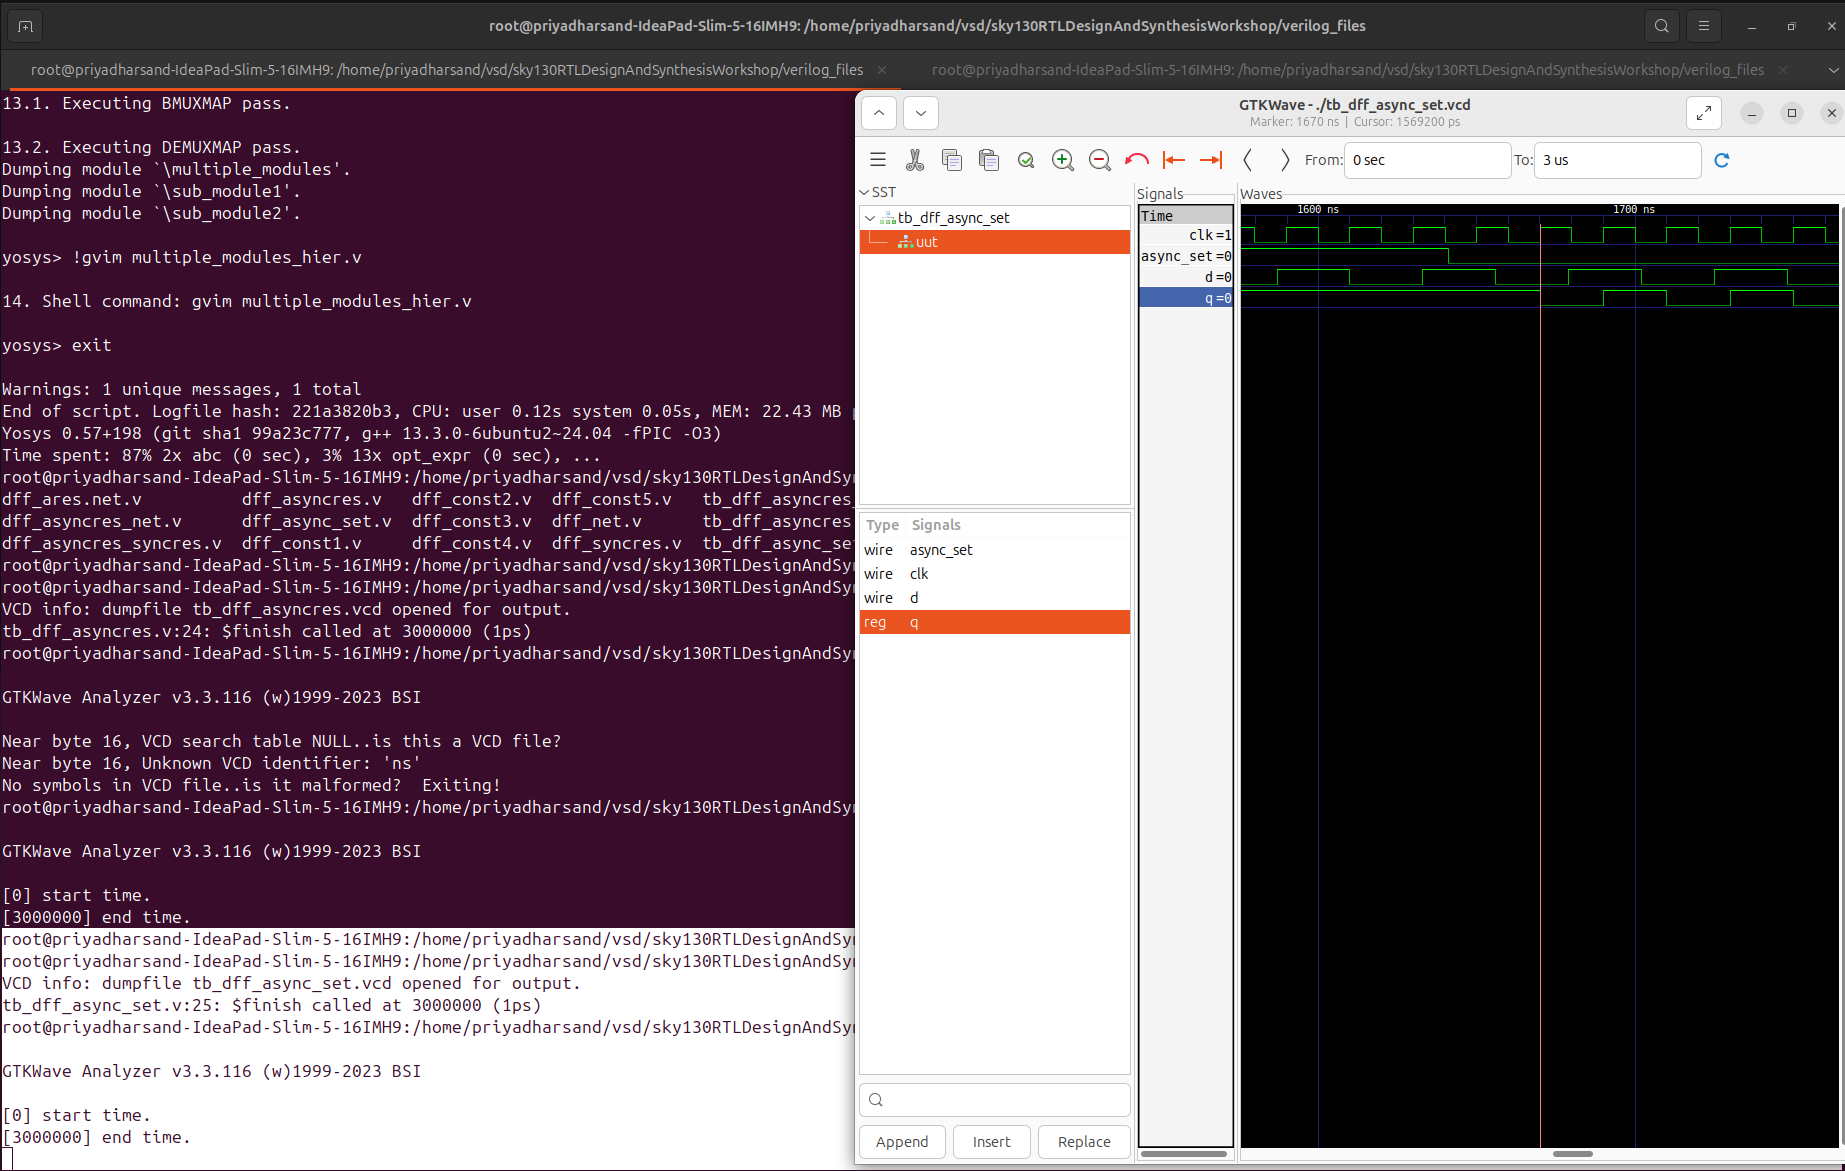 root@priyadharsand-IdeaPad-Slim-5-16IMH9: /home/priyadharsand/vsd/sky130RTLDesignAndSynthesisWorkshop/verilog_files
root@priyadharsand-IdeaPad-Slim-5-16IMH9: /home/priyadharsand/vsd/sky130RTLDesignAndSynthesisWorkshop/verilog_files
root@priyadharsand-IdeaPad-Slim-5-16IMH9: /home/priyadharsand/vsd/sky130RTLDesignAndSynthesisWorkshop/verilog_files
13.1. Executing BMUXMAP pass.
13.2. Executing DEMUXMAP pass.
Dumping module `\multiple_modules'.
Dumping module `\sub_module1'.
Dumping module `\sub_module2'.
yosys> !gvim multiple_modules_hier.v
14. Shell command: gvim multiple_modules_hier.v
yosys> exit
Warnings: 1 unique messages, 1 total
End of script. Logfile hash: 221a3820b3, CPU: user 0.12s system 0.05s, MEM: 22.43 MB
Yosys 0.57+198 (git sha1 99a23c777, g++ 13.3.0-6ubuntu2~24.04 -fPIC -O3)
Time spent: 87% 2x abc (0 sec), 3% 13x opt_expr (0 sec), ...
root@priyadharsand-IdeaPad-Slim-5-16IMH9:/home/priyadharsand/vsd/sky130RTLDesignAndSy
dff_ares.net.v dff_asyncres.v dff_const2.v dff_const5.v tb_dff_asyncres
dff_asyncres_net.v dff_async_set.v dff_const3.v dff_net.v tb_dff_asyncres
dff_asyncres_syncres.v dff_const1.v dff_const4.v dff_syncres.v tb_dff_async_se
root@priyadharsand-IdeaPad-Slim-5-16IMH9:/home/priyadharsand/vsd/sky130RTLDesignAndSy
root@priyadharsand-IdeaPad-Slim-5-16IMH9:/home/priyadharsand/vsd/sky130RTLDesignAndSy
VCD info: dumpfile tb_dff_asyncres.vcd opened for output.
tb_dff_asyncres.v:24: $finish called at 3000000 (1ps)
root@priyadharsand-IdeaPad-Slim-5-16IMH9:/home/priyadharsand/vsd/sky130RTLDesignAndSy
GTKWave Analyzer v3.3.116 (w)1999-2023 BSI
Near byte 16, VCD search table NULL..is this a VCD file?
Near byte 16, Unknown VCD identifier: 'ns'
No symbols in VCD file..is it malformed?  Exiting!
root@priyadharsand-IdeaPad-Slim-5-16IMH9:/home/priyadharsand/vsd/sky130RTLDesignAndSy
GTKWave Analyzer v3.3.116 (w)1999-2023 BSI
[0] start time.
[3000000] end time.
root@priyadharsand-IdeaPad-Slim-5-16IMH9:/home/priyadharsand/vsd/sky130RTLDesignAndSy
root@priyadharsand-IdeaPad-Slim-5-16IMH9:/home/priyadharsand/vsd/sky130RTLDesignAndSy
VCD info: dumpfile tb_dff_async_set.vcd opened for output.
tb_dff_async_set.v:25: $finish called at 3000000 (1ps)
root@priyadharsand-IdeaPad-Slim-5-16IMH9:/home/priyadharsand/vsd/sky130RTLDesignAndSy
GTKWave Analyzer v3.3.116 (w)1999-2023 BSI
[0] start time.
[3000000] end time.
GTKWave - ./tb_dff_async_set.vcd
Marker: 1670 ns | Cursor: 1569200 ps
From: 0 sec To: 3 us
SST
tb_dff_async_set
uut
Type Signals
wire async_set
wire clk
wire d
reg q
Append Insert Replace
Signals
Time
clk=1
async_set=0
d=0
q=0
Waves
1600 ns 1700 ns